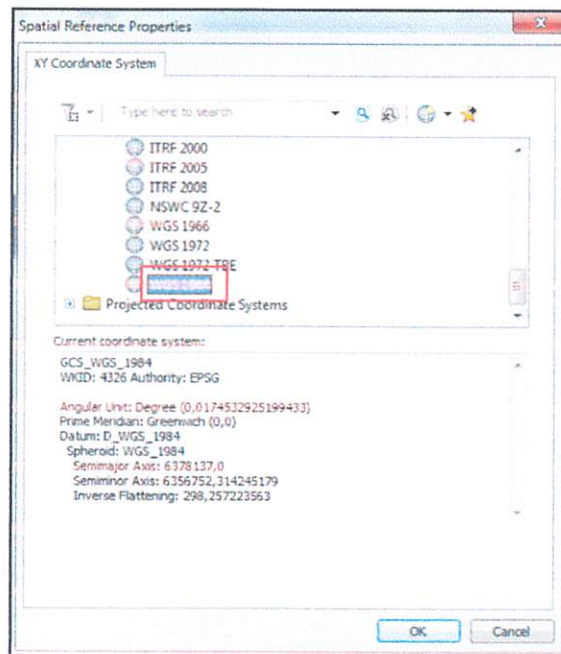 Spatial Reference Properties
XY Coordinate System
Type here to search
ITRF 2000
ITRF 2005
ITRF 2008
NSWC 9Z-2
WGS 1966
WGS 1972
WGS 1972 TBE
WGS 1984
Projected Coordinate Systems
Current coordinate system:
GCS_WGS_1984
WKID: 4326 Authority: EPSG
Angular Unit: Degree (0,0174532925199433)
Prime Meridian: Greenwich (0,0)
Datum: D_WGS_1984
Spheroid: WGS_1984
Semimajor Axis: 6378137,0
Semiminor Axis: 6356752,314245179
Inverse Flattening: 298,257223563
OK
Cancel